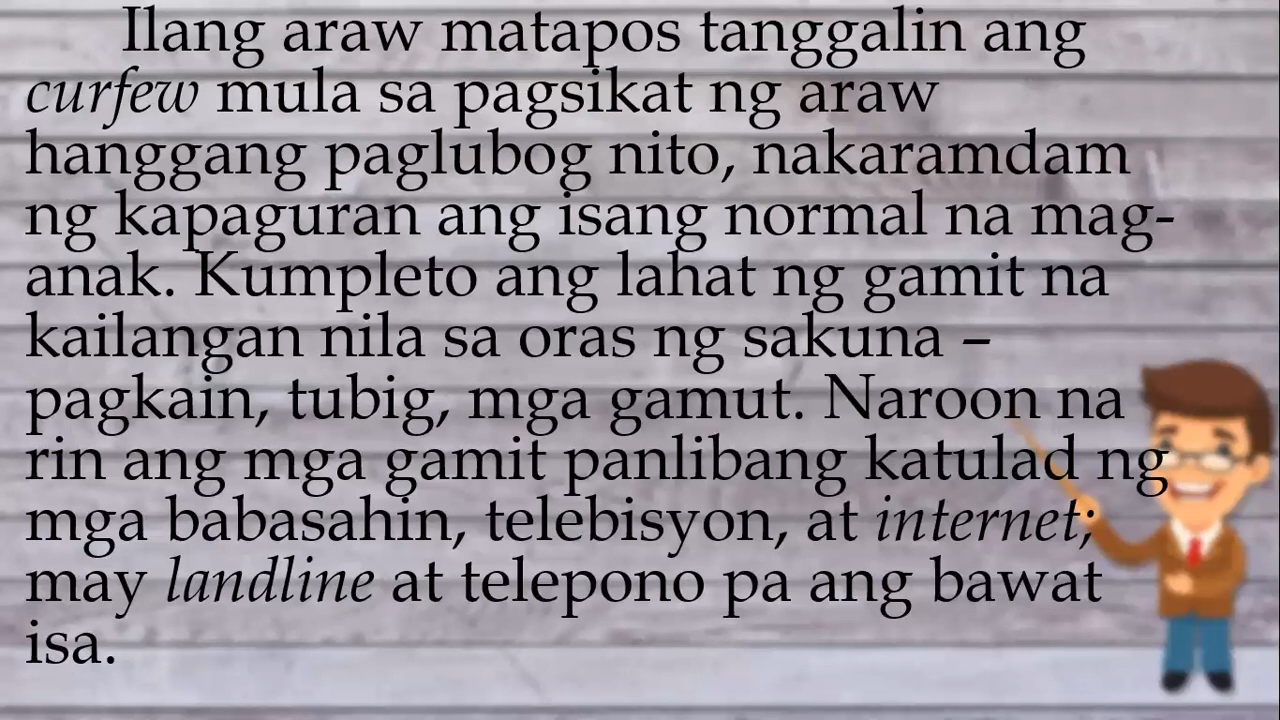 Ilang araw matapos tanggalin ang
curfew mula sa pagsikat ng araw
hanggang paglubog nito, nakaramdam
ng kapaguran ang isang normal na mag-
anak. Kumpleto ang lahat ng gamit na
kailangan nila sa oras ng sakuna –
pagkain, tubig, mga gamut. Naroon na
rin ang mga gamit panlibang katulad ng
mga babasahin, telebisyon, at internet;
may landline at telepono pa ang bawat
isa.